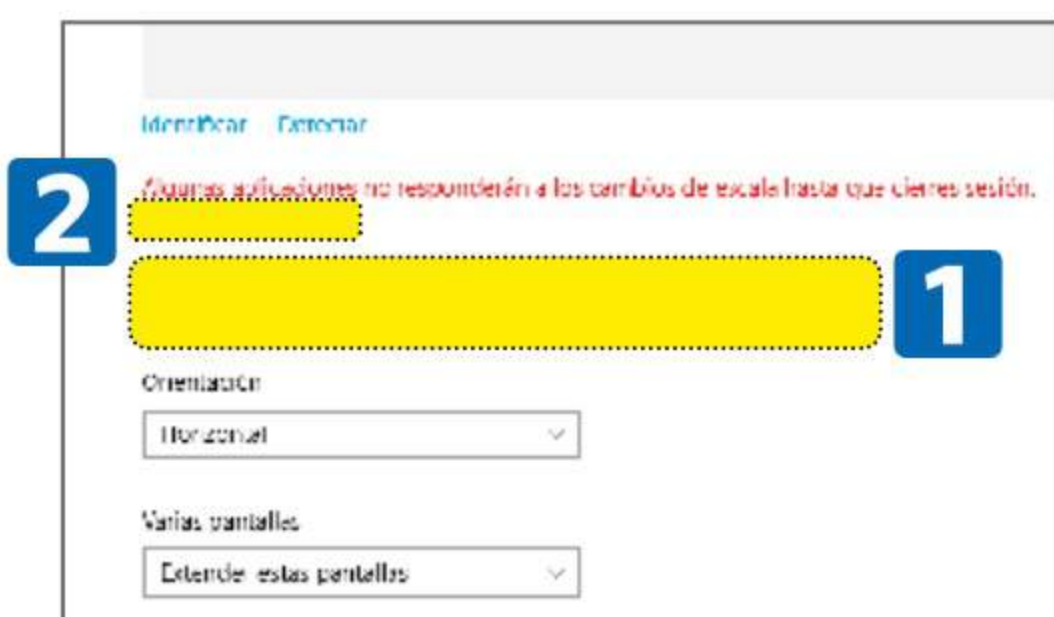 Identificar Detectar
2
Algunas aplicaciones no responderán a los cambios de escala hasta que cierres sesión.
1
Orientación
Horizontal
Varias pantallas
Extender estas pantallas